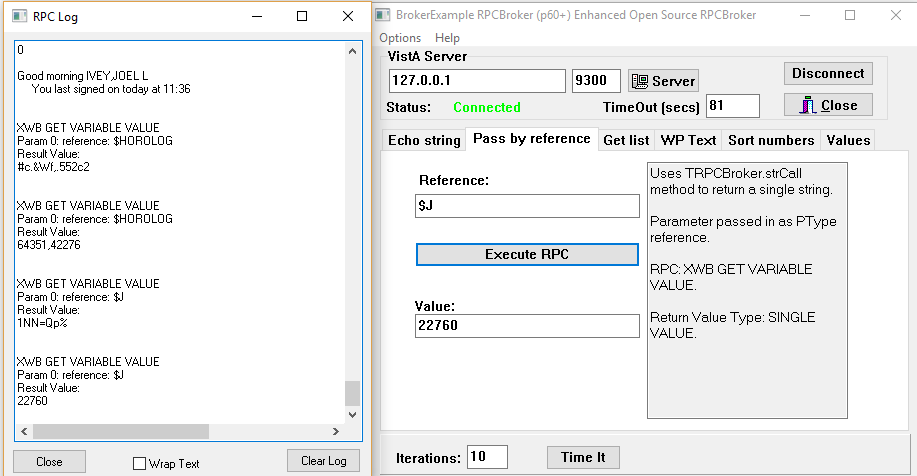 RPC Log
0
Good morning IVEY,JOEL L
You last signed on today at 11:36
XWB GET VARIABLE VALUE
Param 0: reference: $HOROLOG
Result Value:
#c.&Wf,.552c2
XWB GET VARIABLE VALUE
Param 0: reference: $HOROLOG
Result Value:
64351,42276
XWB GET VARIABLE VALUE
Param 0: reference: $J
Result Value:
1NN=Qp%
XWB GET VARIABLE VALUE
Param 0: reference: $J
Result Value:
22760
Close
Wrap Text
Clear Log
BrokerExample RPCBroker (p60+) Enhanced Open Source RPCBroker
Options Help
VistA Server
127.0.0.1 9300 Server Disconnect
Status: Connected TimeOut (secs) 81 Close
Echo string Pass by reference Get list WP Text Sort numbers Values
Reference:
$J
Execute RPC
Value:
22760
Uses TRPCBroker.strCall
method to return a single string.
Parameter passed in as PType
reference.
RPC: XWB GET VARIABLE
VALUE.
Return Value Type: SINGLE
VALUE.
Iterations: 10 Time It